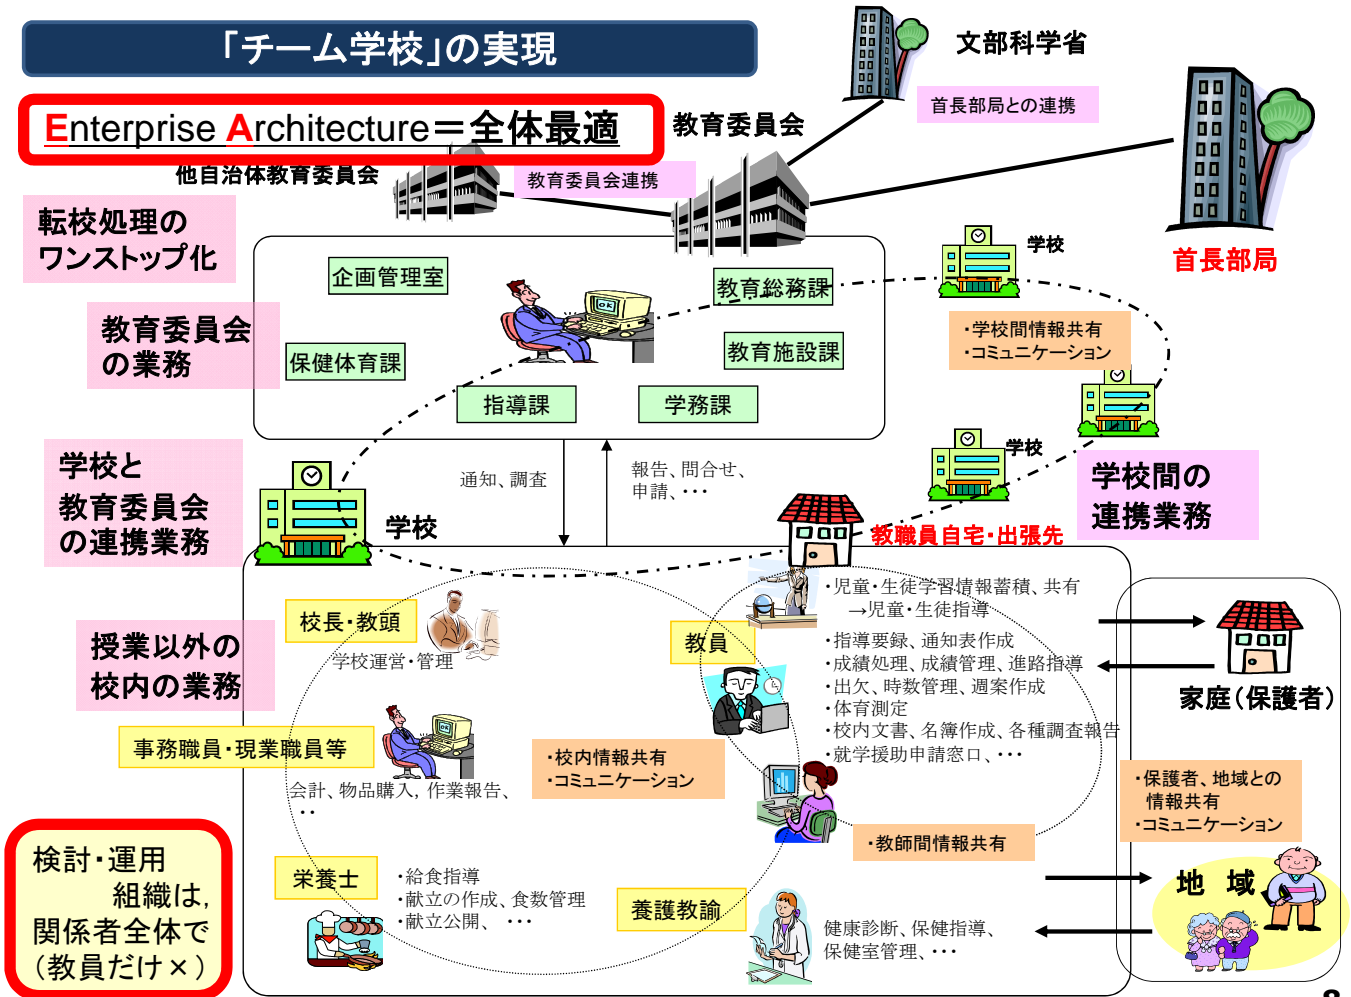 「チーム学校」の実現
文部科学省
首長部局との連携
Enterprise Architecture＝全体最適
教育委員会
他自治体教育委員会
教育委員会連携
転校処理の
ワンストップ化
学校
首長部局
企画管理室
教育総務課
OK
教育委員会
の業務
・学校間情報共有
・コミュニケーション
保健体育課
教育施設課
指導課
学務課
学校と
教育委員会
の連携業務
通知、調査
報告、問合せ、
申請、・・・
学校
学校間の
連携業務
学校
教職員自宅・出張先
授業以外の
校内の業務
校長・教頭
学校運営・管理
教員
・児童・生徒学習情報蓄積、共有
→児童・生徒指導
・指導要録、通知表作成
・成績処理、成績管理、進路指導
・出欠、時数管理、週案作成
・体育測定
・校内文書、名簿作成、各種調査報告
・就学援助申請窓口、・・・
家庭（保護者）
事務職員・現業職員等
会計、物品購入，作業報告、
・・
・校内情報共有
・コミュニケーション
・教師間情報共有
・保護者、地域との
情報共有
・コミュニケーション
検討・運用
組織は，
関係者全体で
（教員だけ×）
栄養士
・給食指導
・献立の作成、食数管理
・献立公開、・・・
養護教諭
健康診断、保健指導、
保健室管理、・・・
地　域